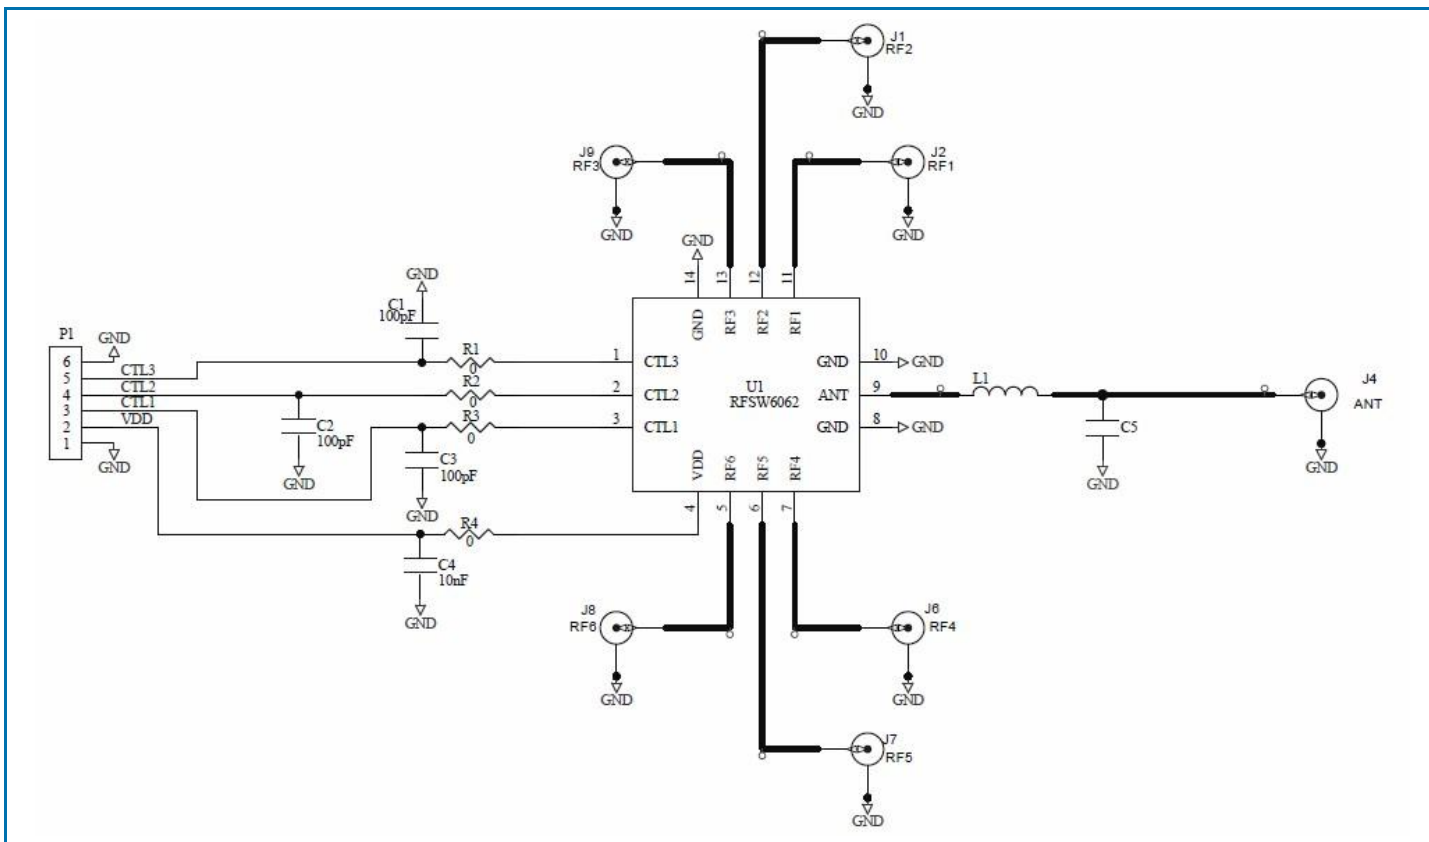 J1
RF2
GND
J9
RF3
GND
J2
RF1
GND
GND
14
13
12
11
GND
RF3
RF2
RF1
GND
C1
100pF
P1
GND
6
5
4
3
2
1
CTL3
CTL2
CTL1
VDD
GND
R1
0
R2
0
R3
0
C2
100pF
GND
C3
100pF
GND
R4
0
C4
10nF
GND
1
CTL3
2
CTL2
3
CTL1
U1
RFSW6062
GND
10
GND
ANT
9
GND
8
GND
L1
C5
GND
J4
ANT
GND
VDD
RF6
RF5
RF4
4
5
6
7
J8
RF6
GND
J6
RF4
GND
J7
RF5
GND